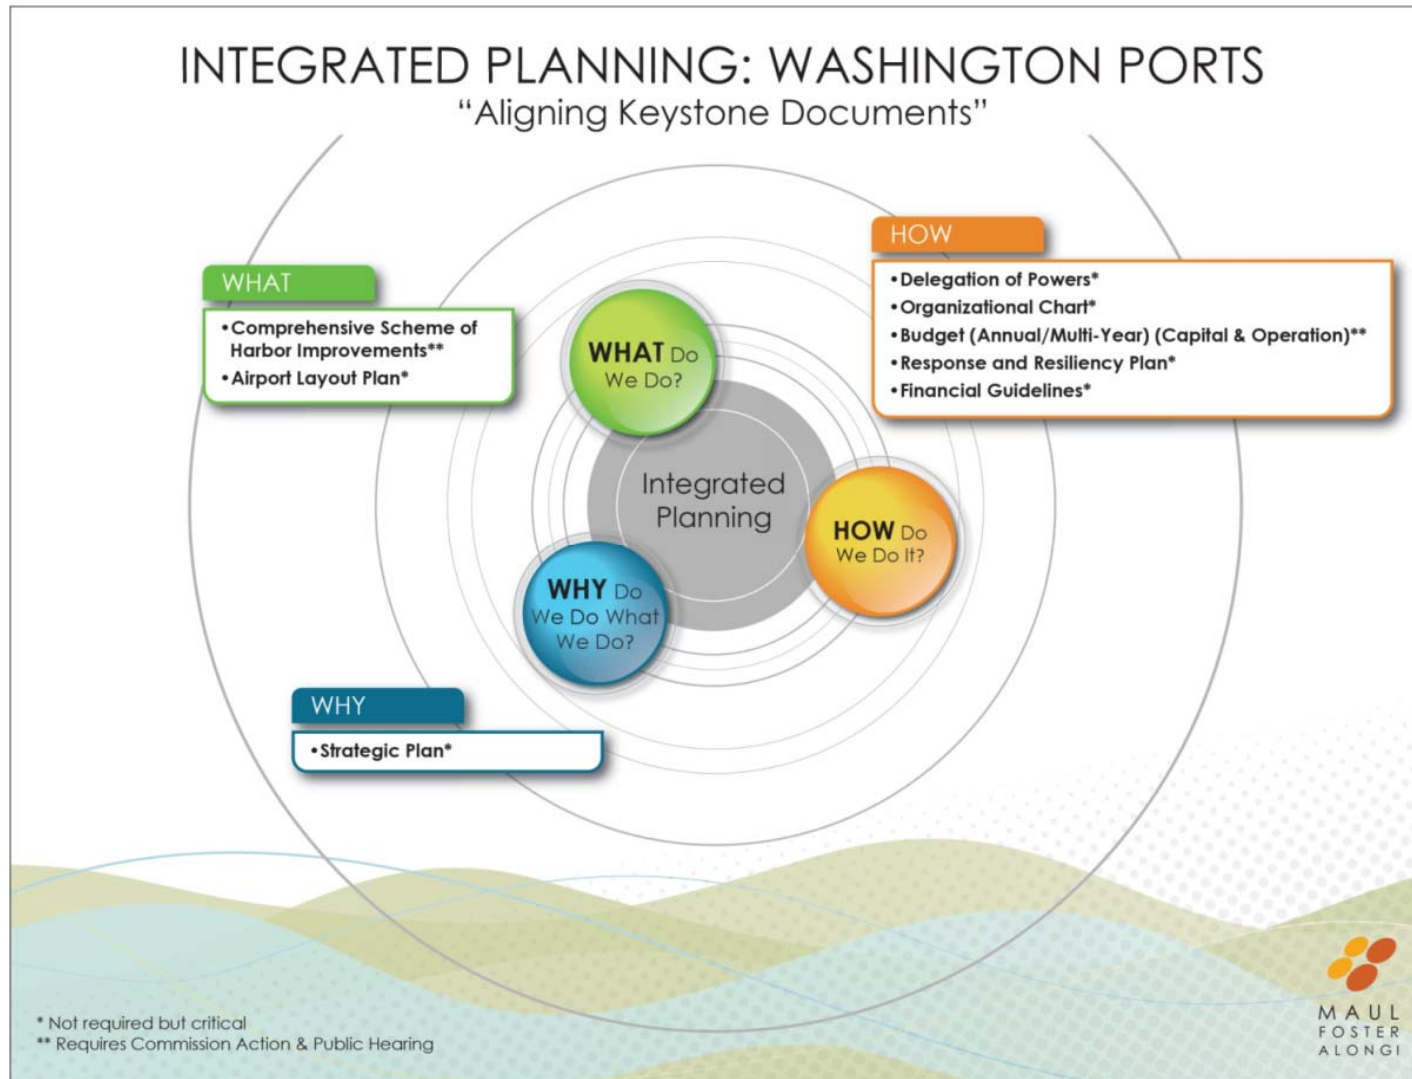 INTEGRATED PLANNING: WASHINGTON PORTS
“Aligning Keystone Documents”
WHAT
•Comprehensive Scheme of
Harbor Improvements**
•Airport Layout Plan*
HOW
•Delegation of Powers*
•Organizational Chart*
•Budget (Annual/Multi-Year) (Capital & Operation)**
•Response and Resiliency Plan*
•Financial Guidelines*
WHAT Do
We Do?
Integrated
Planning
HOW Do
We Do It?
WHY Do
We Do What
We Do?
WHY
•Strategic Plan*
* Not required but critical
** Requires Commission Action & Public Hearing
MAUL
FOSTER
ALONGI